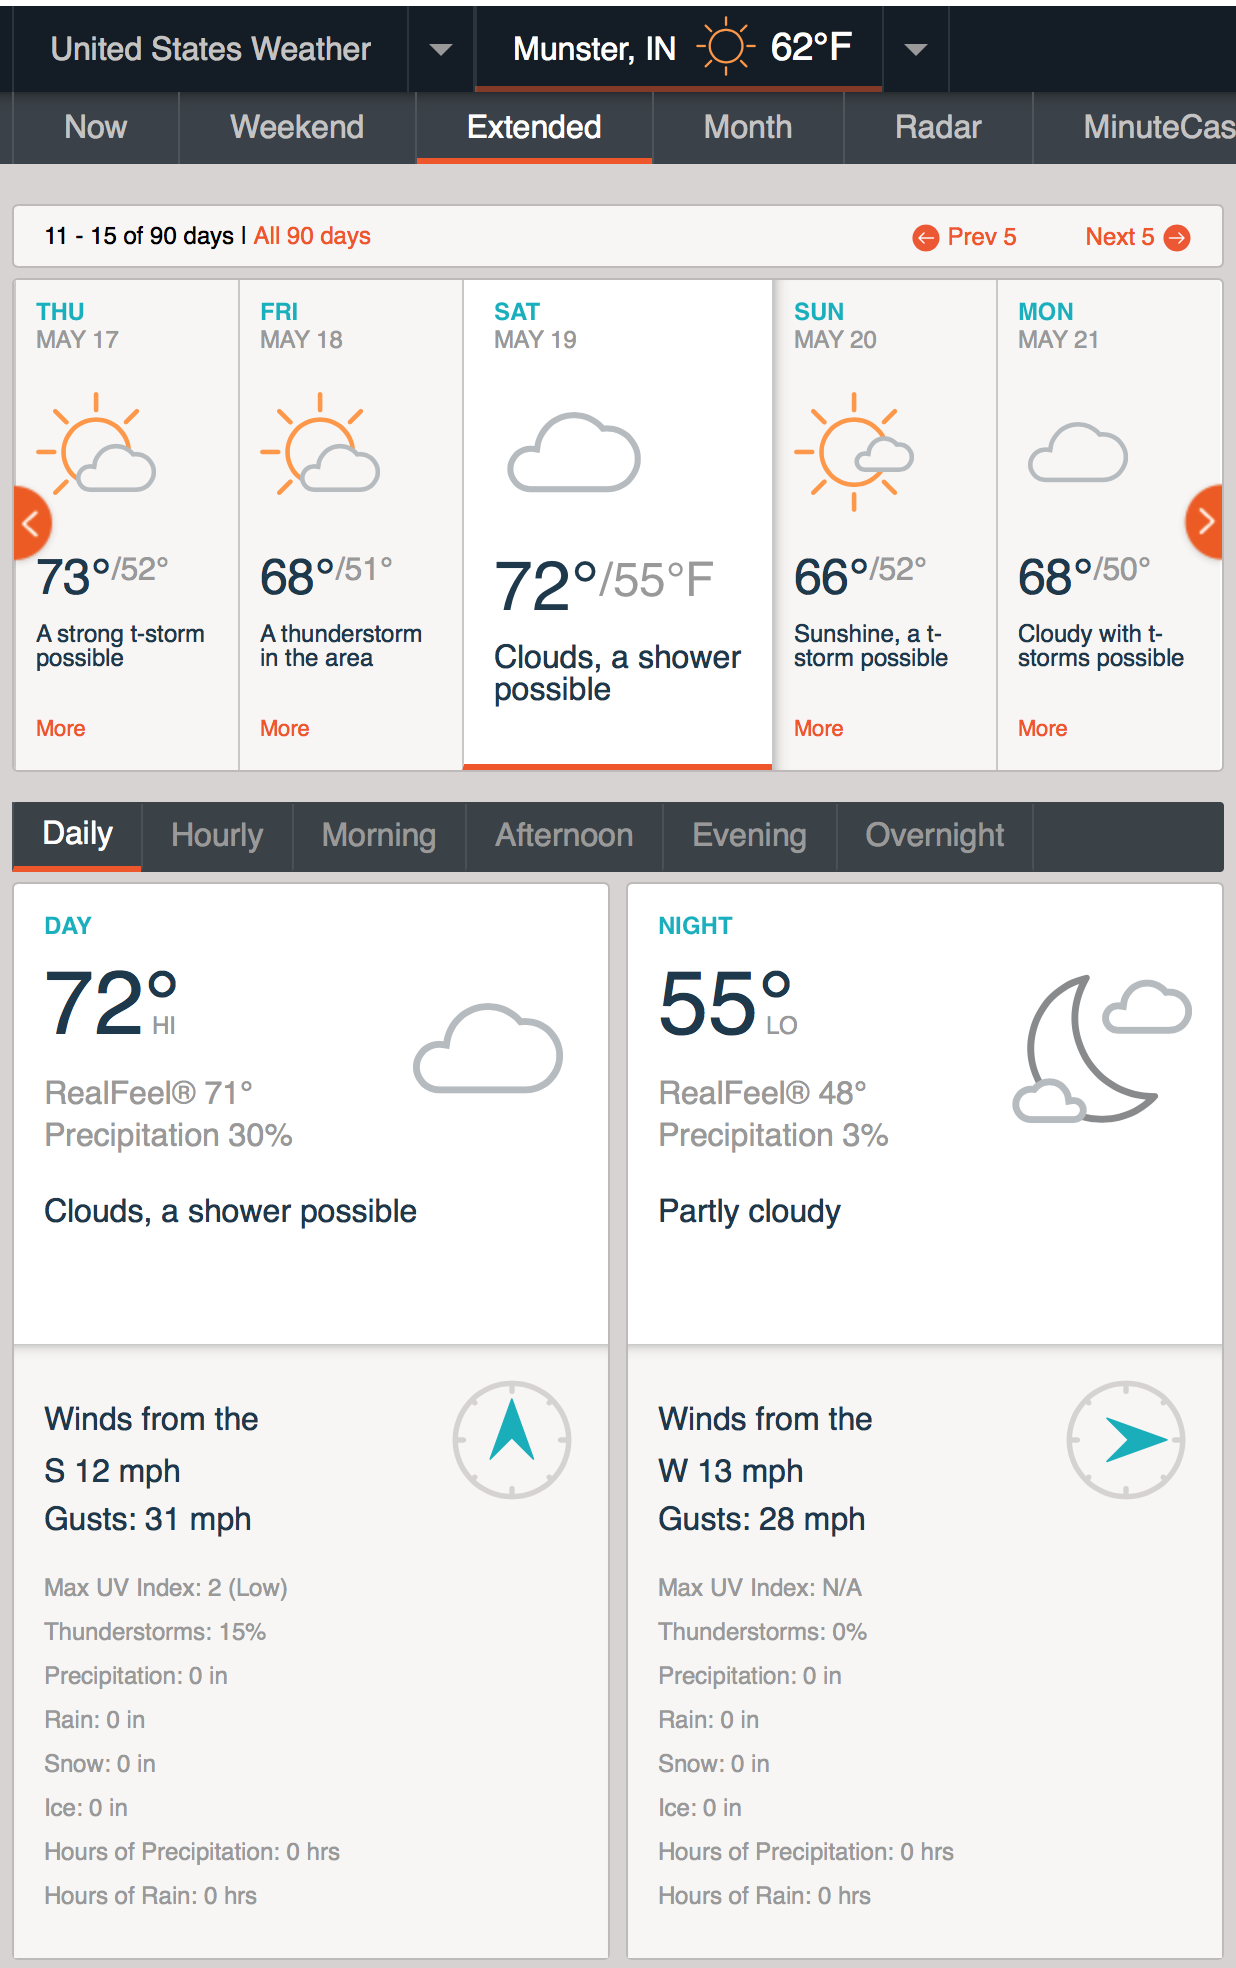 United States Weather
Munster, IN 62°F
Now Weekend Extended Month Radar MinuteCas
11 - 15 of 90 days | All 90 days
Prev 5 Next 5
THU
MAY 17
73°/52°
A strong t-storm
possible
More
FRI
MAY 18
68°/51°
A thunderstorm
in the area
More
SAT
MAY 19
72°/55°F
Clouds, a shower
possible
SUN
MAY 20
66°/52°
Sunshine, a t-
storm possible
More
MON
MAY 21
68°/50°
Cloudy with t-
storms possible
More
Daily Hourly Morning Afternoon Evening Overnight
DAY
72° HI
RealFeel® 71°
Precipitation 30%
Clouds, a shower possible
Winds from the
S 12 mph
Gusts: 31 mph
Max UV Index: 2 (Low)
Thunderstorms: 15%
Precipitation: 0 in
Rain: 0 in
Snow: 0 in
Ice: 0 in
Hours of Precipitation: 0 hrs
Hours of Rain: 0 hrs
NIGHT
55° LO
RealFeel® 48°
Precipitation 3%
Partly cloudy
Winds from the
W 13 mph
Gusts: 28 mph
Max UV Index: N/A
Thunderstorms: 0%
Precipitation: 0 in
Rain: 0 in
Snow: 0 in
Ice: 0 in
Hours of Precipitation: 0 hrs
Hours of Rain: 0 hrs